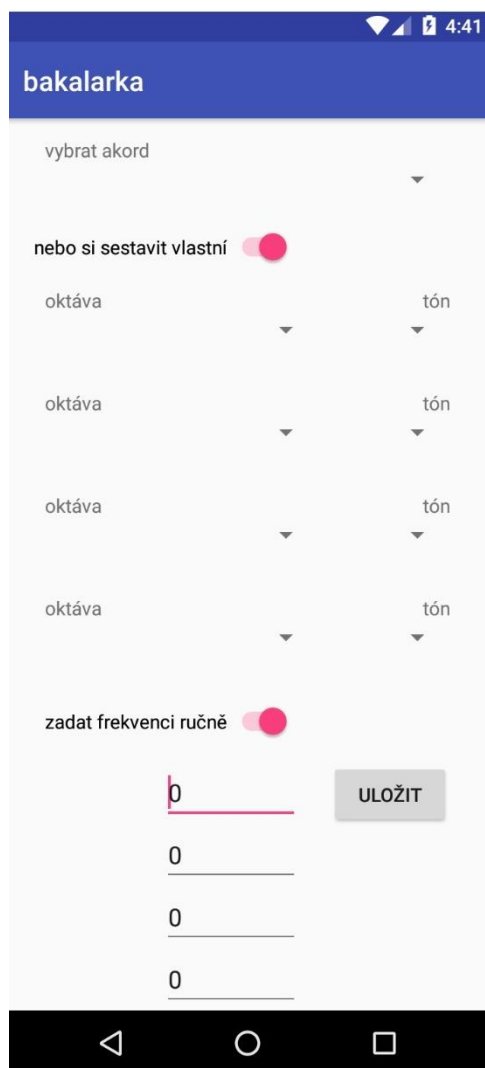 4:41
bakalarka
vybrat akord
nebo si sestavit vlastní
oktáva tón
oktáva tón
oktáva tón
oktáva tón
zadat frekvenci ručně
0 ULOŽIT
0
0
0